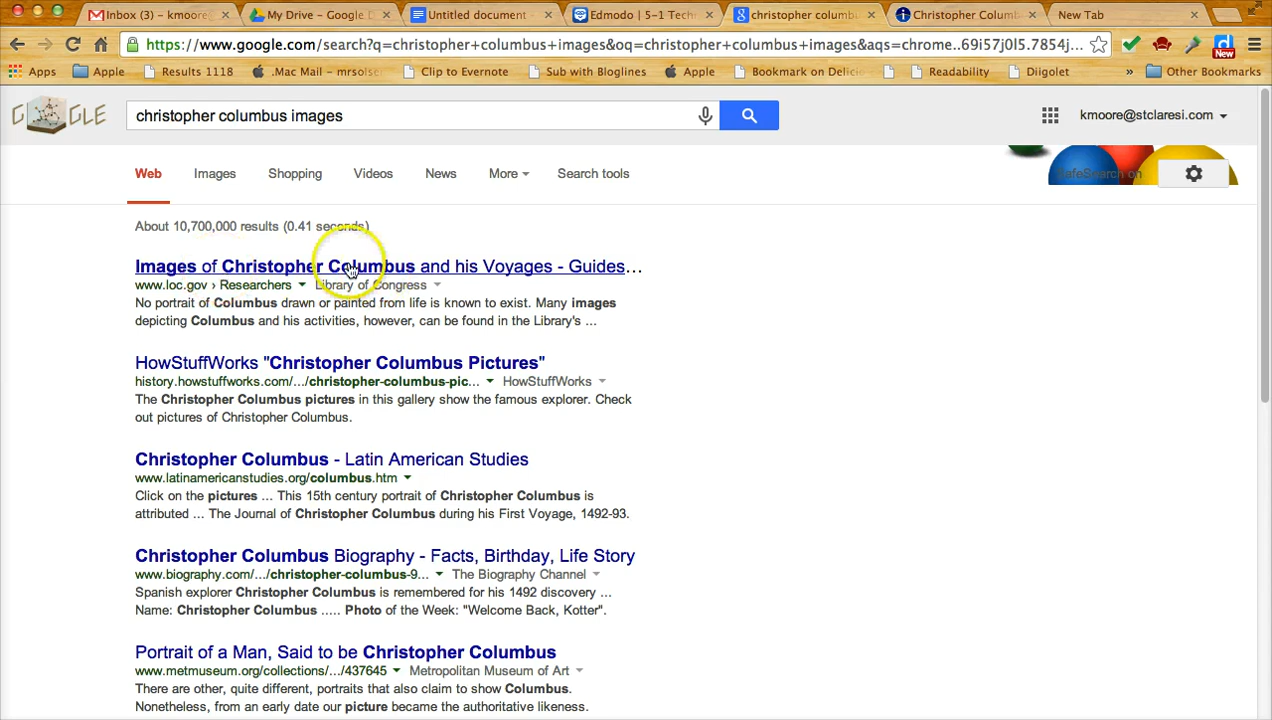 Inbox (3) - kmoore@
My Drive - Google D
Untitled document -
Edmodo | 5-1 Techn
christopher columb
Christopher Columb
New Tab
https://www.google.com/search?q=christopher+columbus+images&oq=christopher+columbus+images&aqs=chrome..69i57j0l5.7854j...
New
Apps
Apple
Results 1118
.Mac Mail - mrsolser
Clip to Evernote
Sub with Bloglines
Apple
Bookmark on Delicio
Readability
Diigolet
»
Other Bookmarks
christopher columbus images
kmoore@stclaresi.com
Web
Images
Shopping
Videos
News
More
Search tools
SafeSearch on
About 10,700,000 results (0.41 seconds)
Images of Christopher Columbus and his Voyages - Guides...
www.loc.gov › Researchers Library of Congress
No portrait of Columbus drawn or painted from life is known to exist. Many images
depicting Columbus and his activities, however, can be found in the Library's ...
HowStuffWorks "Christopher Columbus Pictures"
history.howstuffworks.com/.../christopher-columbus-pic... HowStuffWorks
The Christopher Columbus pictures in this gallery show the famous explorer. Check
out pictures of Christopher Columbus.
Christopher Columbus - Latin American Studies
www.latinamericanstudies.org/columbus.htm
Click on the pictures ... This 15th century portrait of Christopher Columbus is
attributed ... The Journal of Christopher Columbus during his First Voyage, 1492-93.
Christopher Columbus Biography - Facts, Birthday, Life Story
www.biography.com/.../christopher-columbus-9... The Biography Channel
Spanish explorer Christopher Columbus is remembered for his 1492 discovery ...
Name: Christopher Columbus ..... Photo of the Week: "Welcome Back, Kotter".
Portrait of a Man, Said to be Christopher Columbus
www.metmuseum.org/collections/.../437645 Metropolitan Museum of Art
There are other, quite different, portraits that also claim to show Columbus.
Nonetheless, from an early date our picture became the authoritative likeness.